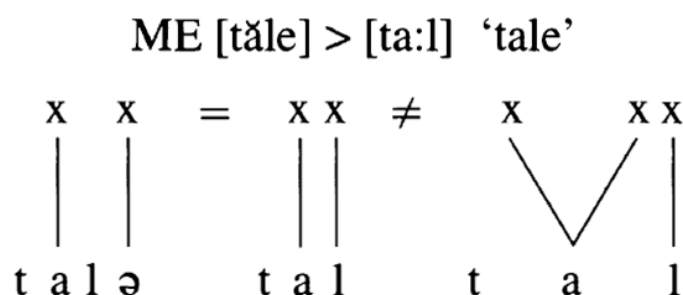 ME [tăle] > [ta:l] ‘tale’
x x = x x ≠ x x x
t a l ə t a l t a l